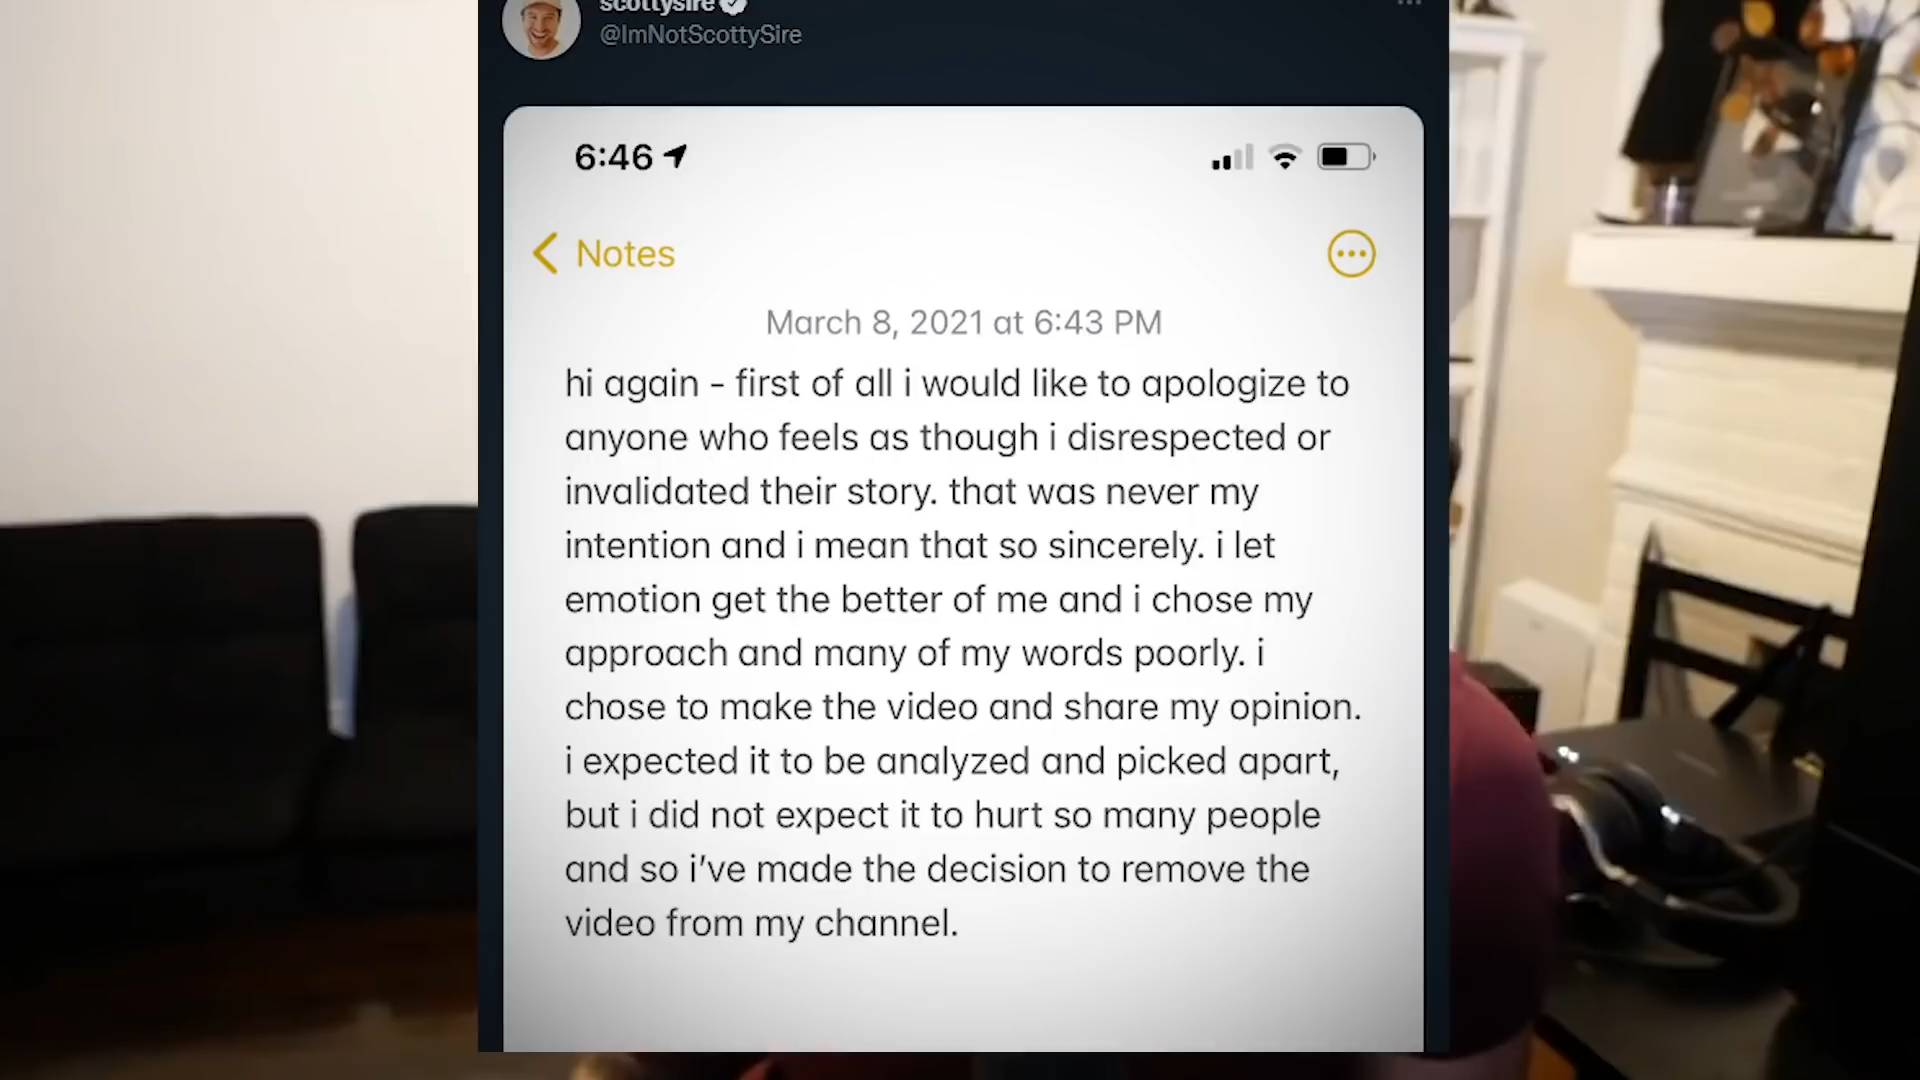 scottysire
@ImNotScottySire
6:46
Notes
March 8, 2021 at 6:43 PM
hi again - first of all i would like to apologize to
anyone who feels as though i disrespected or
invalidated their story. that was never my
intention and i mean that so sincerely. i let
emotion get the better of me and i chose my
approach and many of my words poorly. i
chose to make the video and share my opinion.
i expected it to be analyzed and picked apart,
but i did not expect it to hurt so many people
and so i've made the decision to remove the
video from my channel.